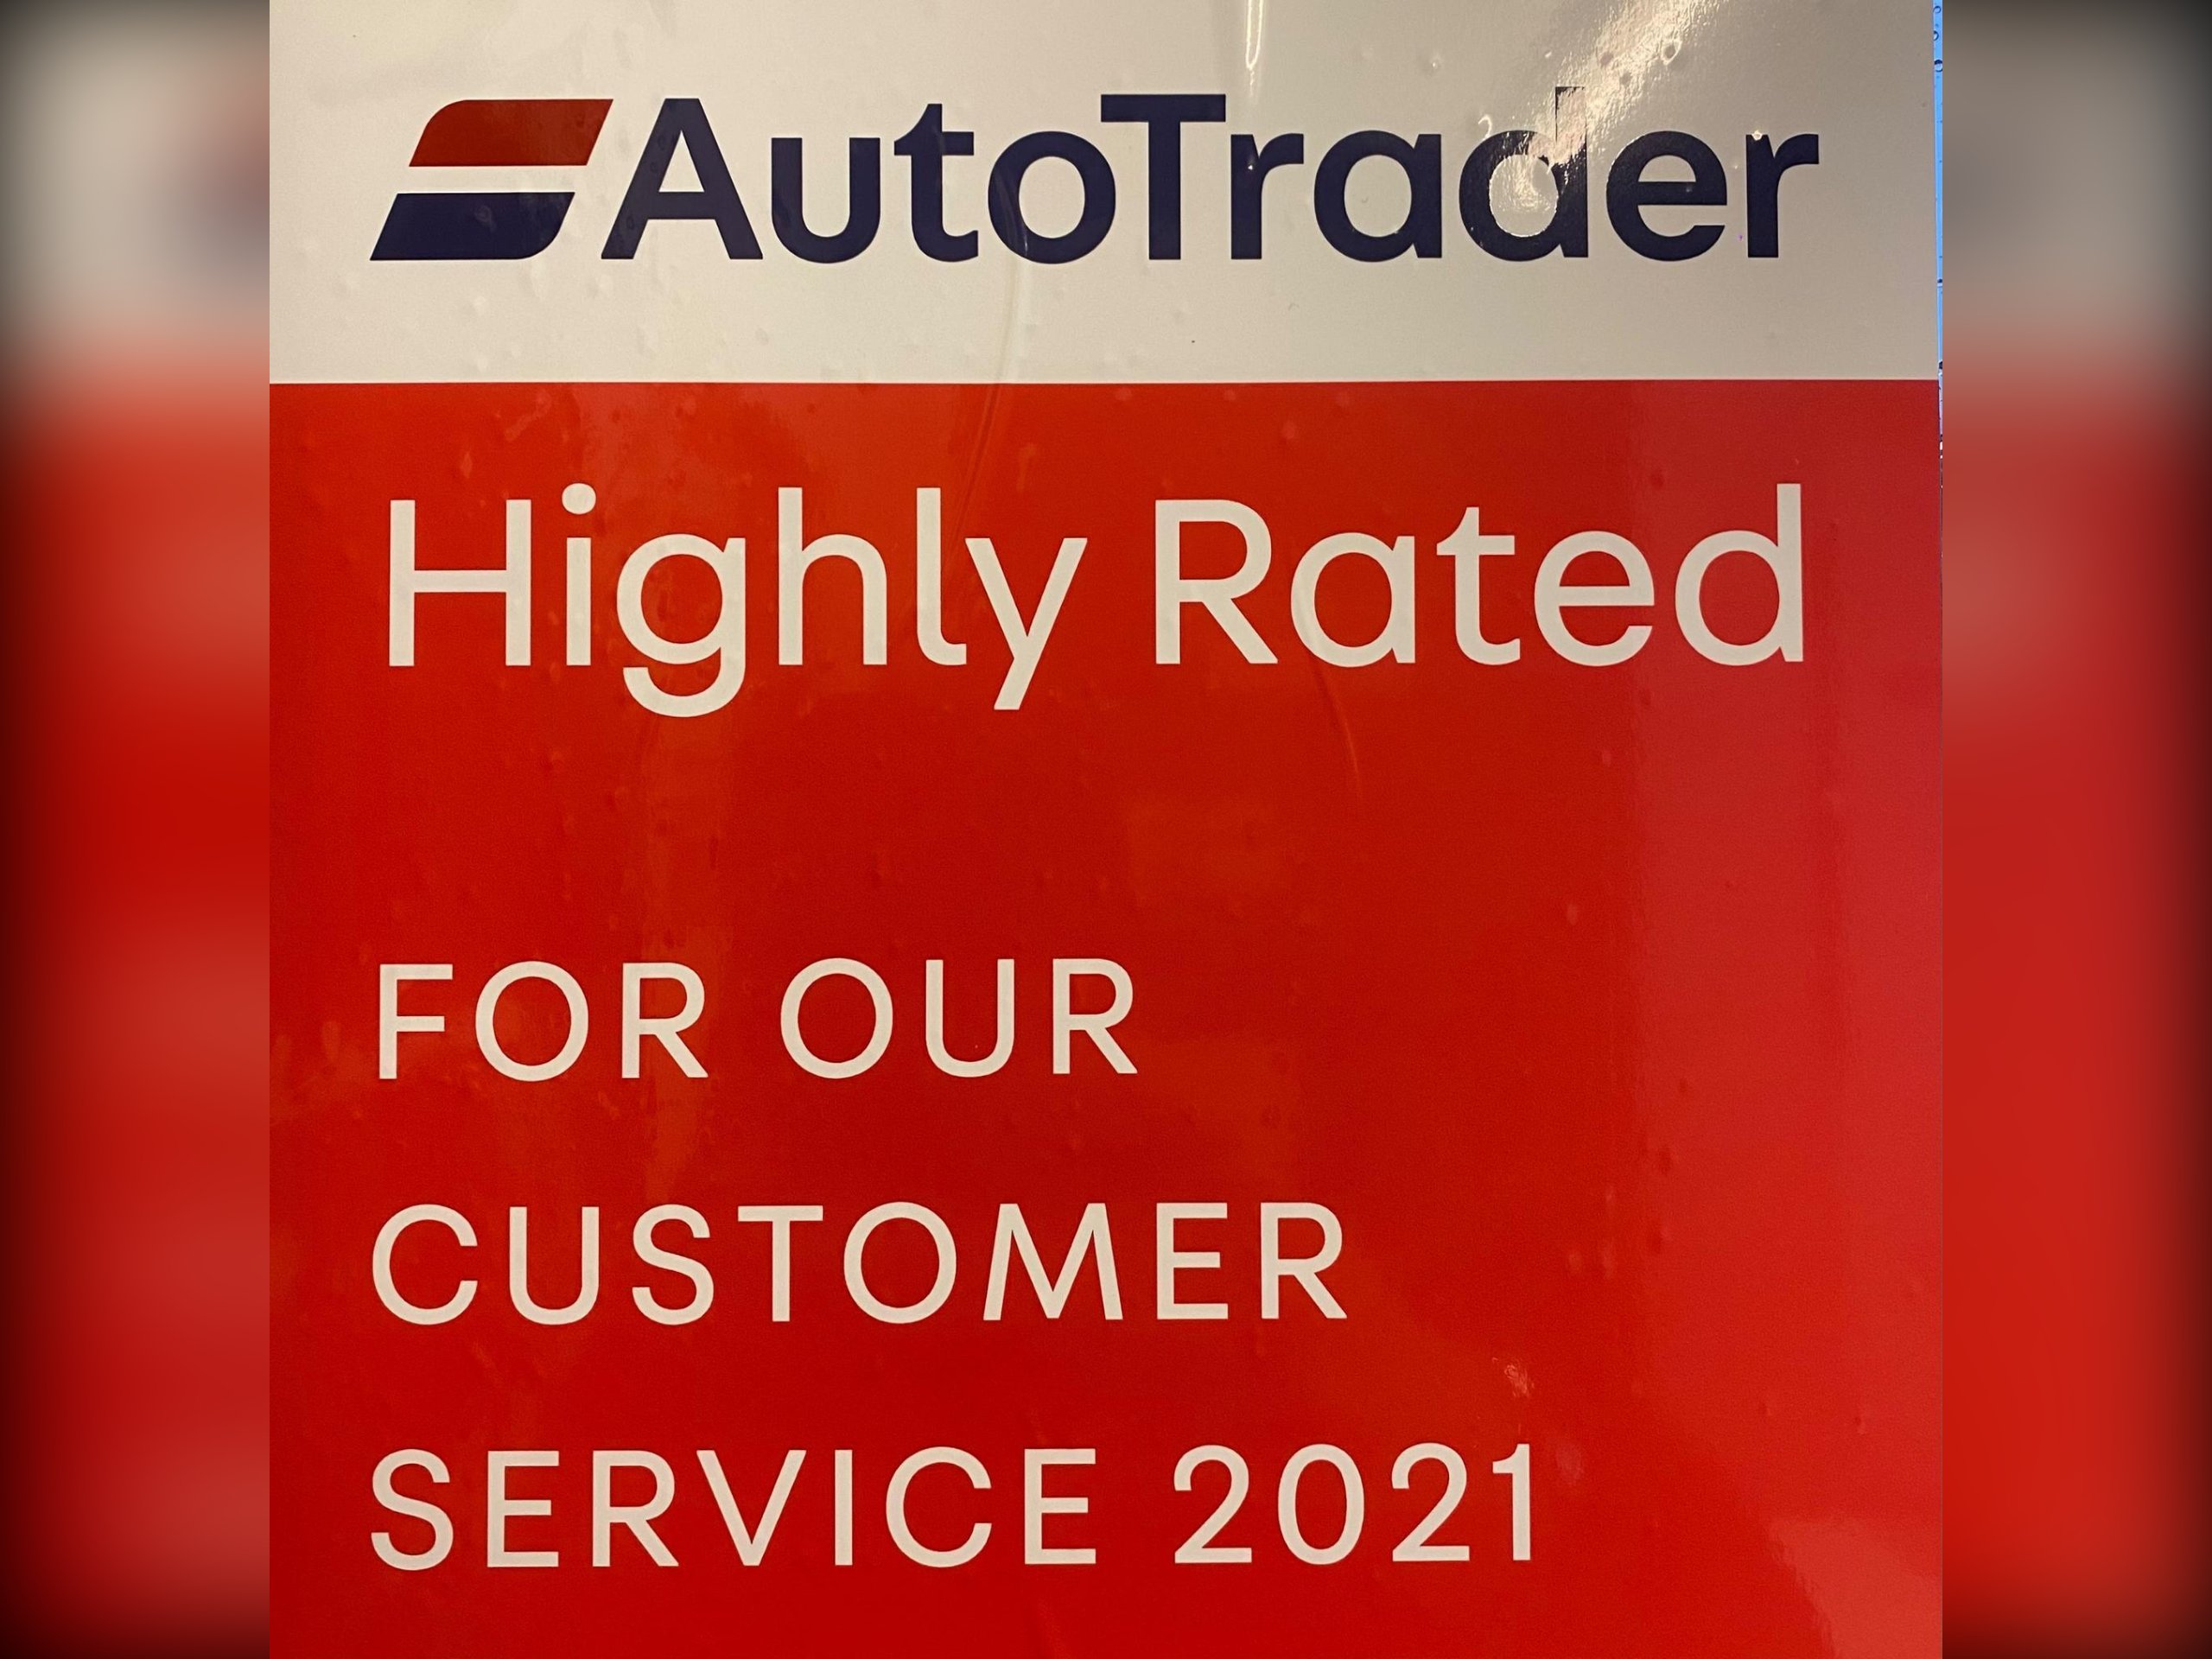 AutoTrader
Highly Rated
FOR OUR
CUSTOMER
SERVICE 2021